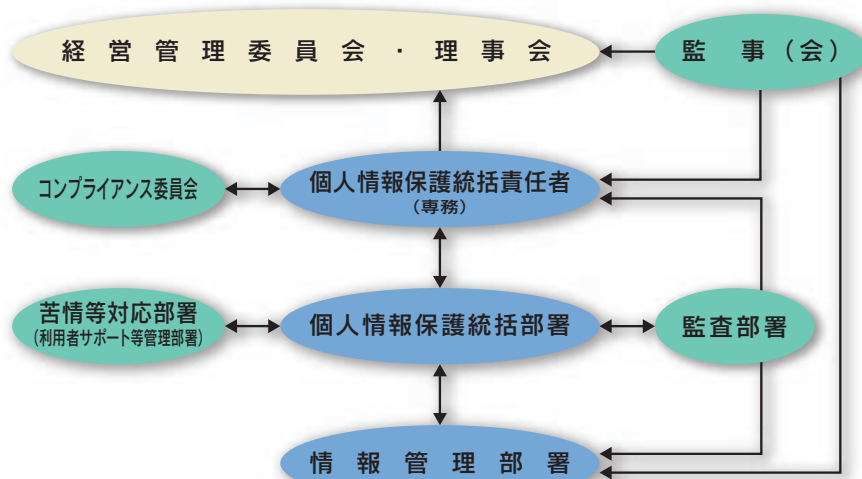 経営管理委員会・理事会
監事(会)
コンプライアンス委員会
個人情報保護統括責任者
(専務)
苦情等対応部署
(利用者サポート等管理部署)
個人情報保護統括部署
監査部署
情報管理部署